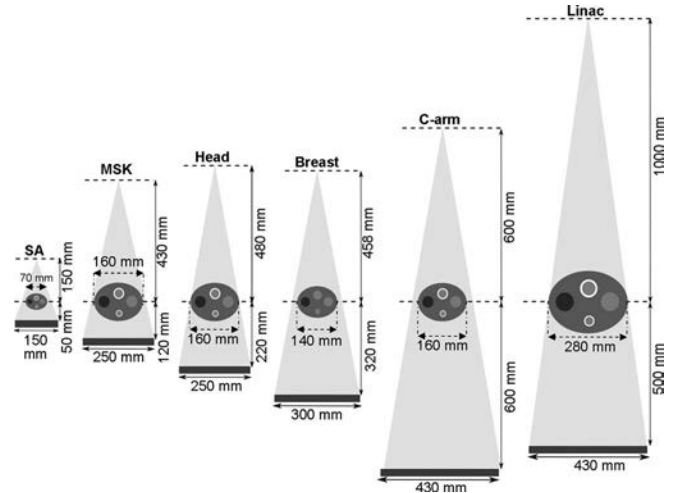 SA
70 mm
150 mm
50 mm
150
mm
MSK
160 mm
430 mm
120 mm
250 mm
Head
480 mm
160 mm
220 mm
250 mm
Breast
458 mm
140 mm
320 mm
300 mm
C-arm
600 mm
160 mm
600 mm
430 mm
Linac
1000 mm
280 mm
500 mm
430 mm